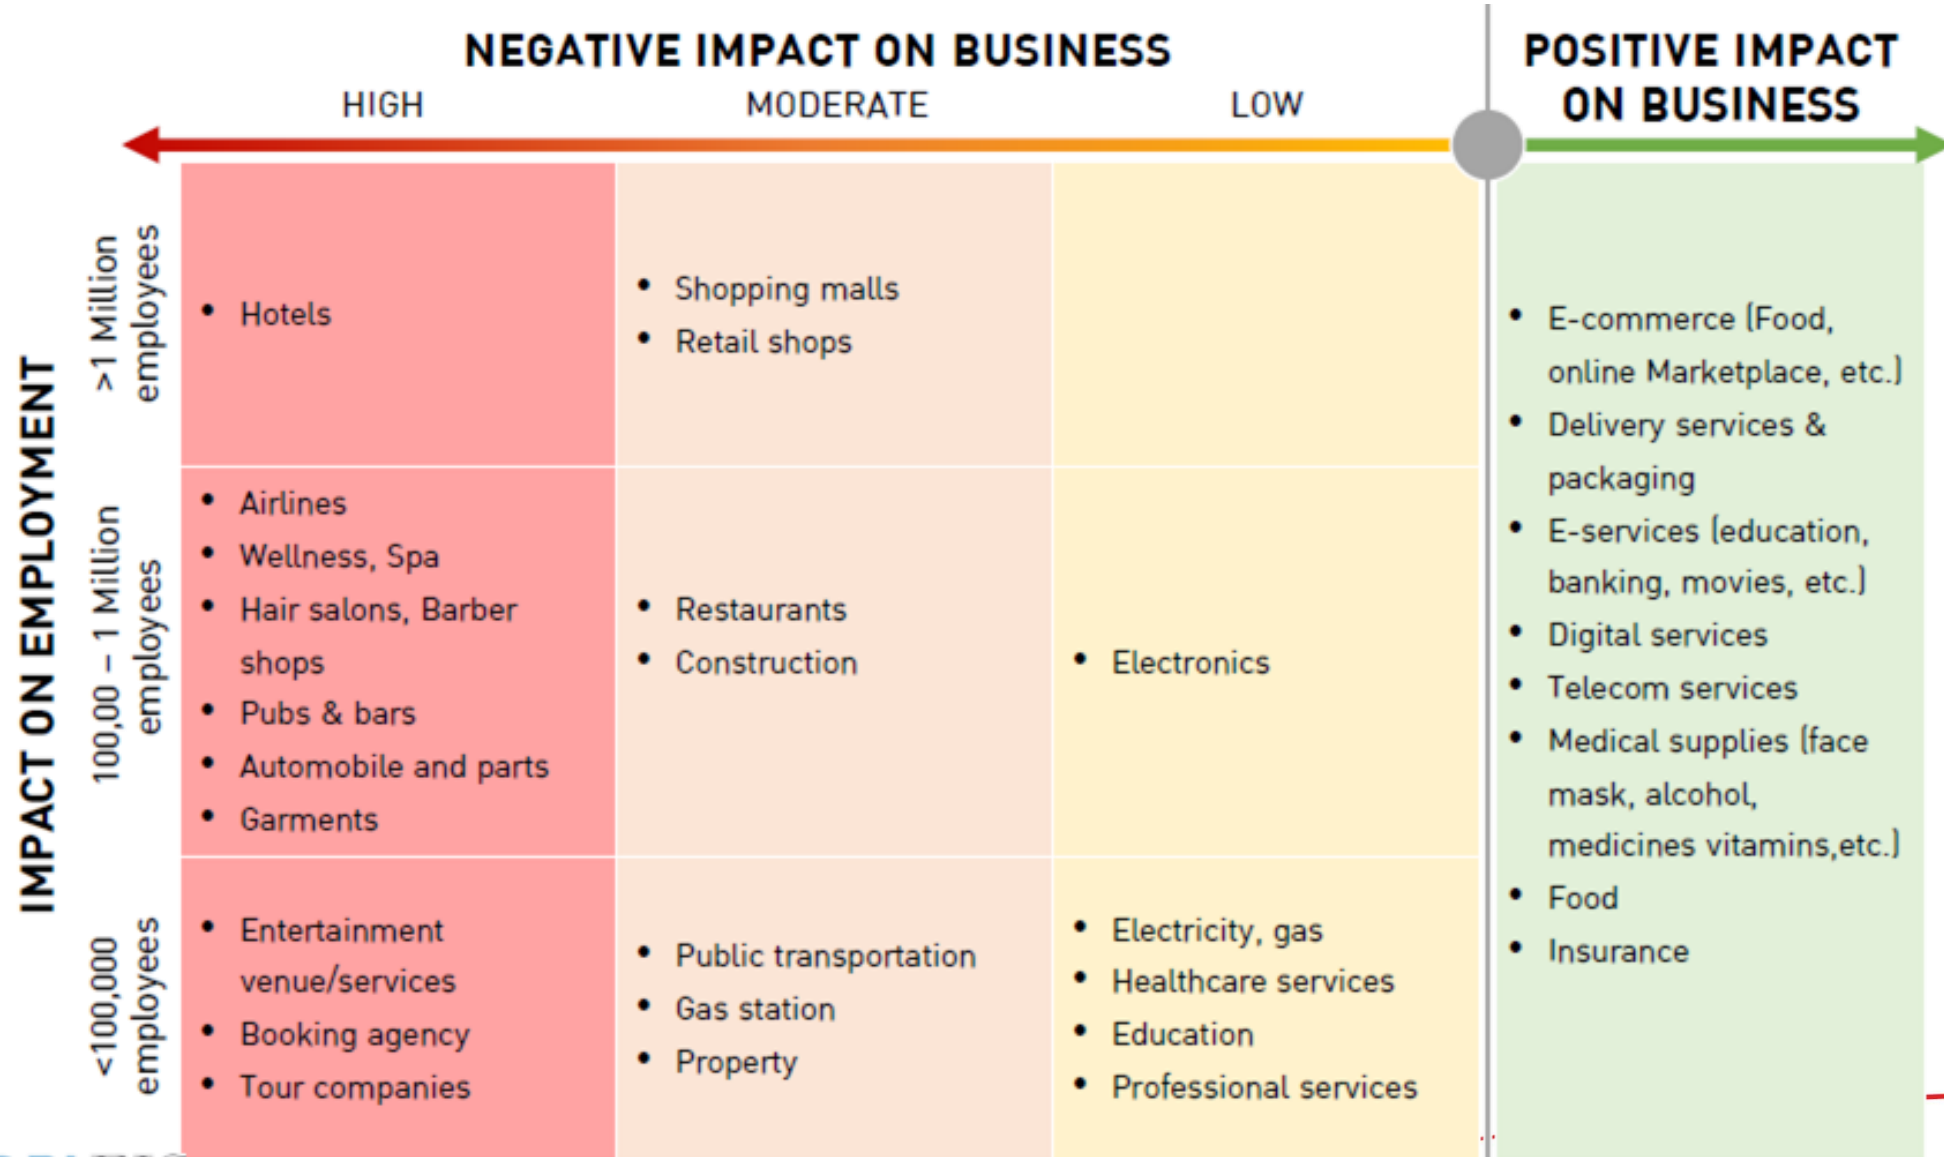 NEGATIVE IMPACT ON BUSINESS
POSITIVE IMPACT
ON BUSINESS
HIGH
MODERATE
LOW
IMPACT ON EMPLOYMENT
>1 Million
employees
• Hotels
• Shopping malls
• Retail shops
100,00 – 1 Million
employees
• Airlines
• Wellness, Spa
• Hair salons, Barber
shops
• Pubs & bars
• Automobile and parts
• Garments
• Restaurants
• Construction
• Electronics
<100,000
employees
• Entertainment
venue/services
• Booking agency
• Tour companies
• Public transportation
• Gas station
• Property
• Electricity, gas
• Healthcare services
• Education
• Professional services
• E-commerce (Food,
online Marketplace, etc.)
• Delivery services &
packaging
• E-services (education,
banking, movies, etc.)
• Digital services
• Telecom services
• Medical supplies (face
mask, alcohol,
medicines vitamins,etc.)
• Food
• Insurance